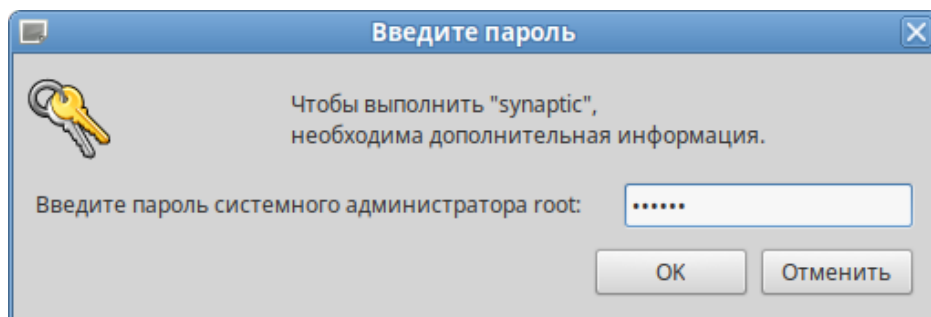 Введите пароль
Чтобы выполнить "synaptic",
необходима дополнительная информация.
Введите пароль системного администратора root: ••••••
OK Отменить